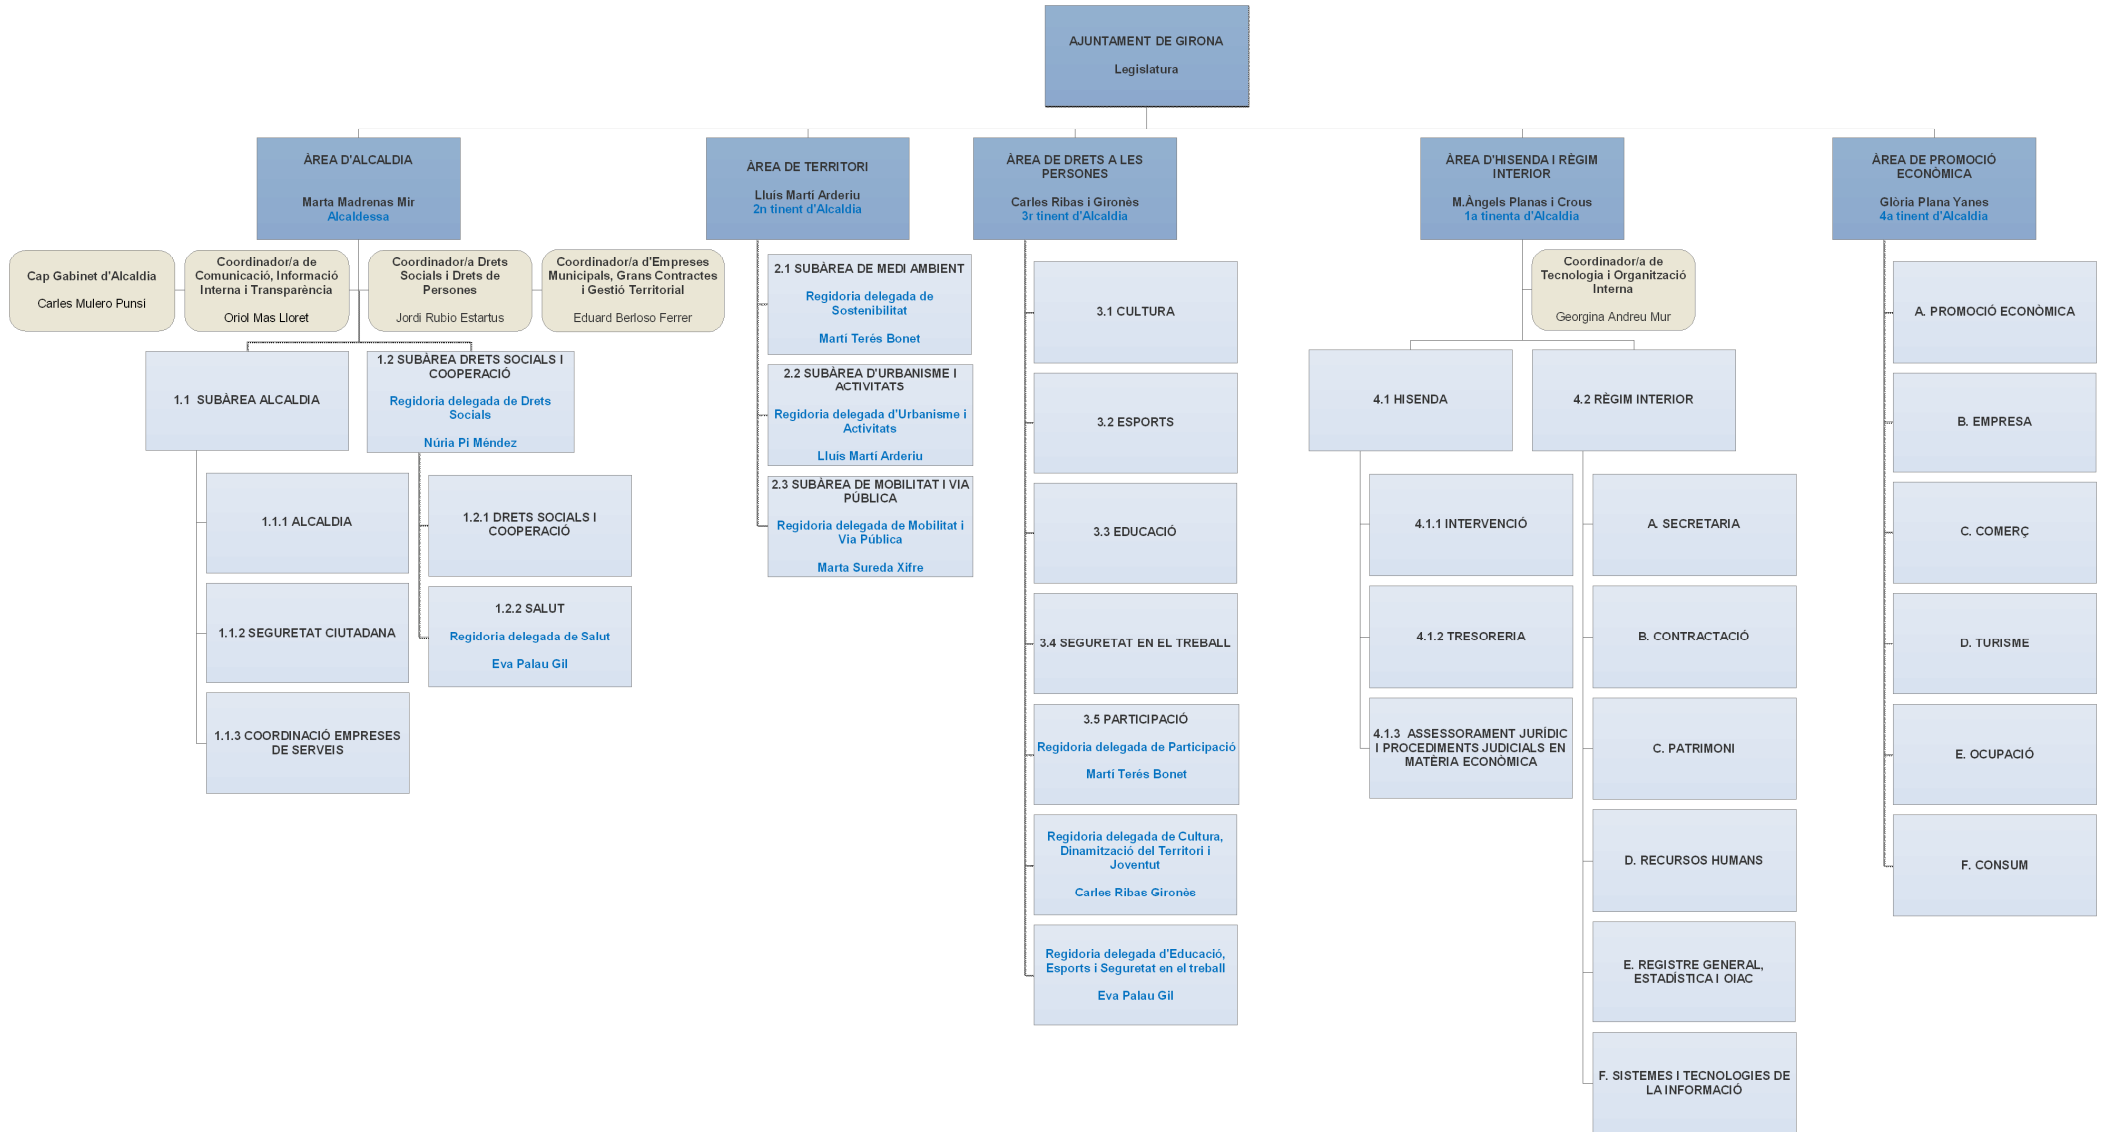 AJUNTAMENT DE GIRONA
Legislatura
ÀREA D'ALCALDIA
Marta Madrenas Mir
Alcaldessa
ÀREA DE TERRITORI
Lluís Martí Arderiu
2n tinent d'Alcaldia
ÀREA DE DRETS A LES
PERSONES
Carles Ribas i Gironès
3r tinent d'Alcaldia
ÀREA D'HISENDA I RÈGIM
INTERIOR
M.Àngels Planas i Crous
1a tinenta d'Alcaldia
ÀREA DE PROMOCIÓ
ECONÒMICA
Glòria Plana Yanes
4a tinent d'Alcaldia
Cap Gabinet d'Alcaldia
Carles Mulero Punsí
Coordinador/a de
Comunicació, Informació
Interna i Transparència
Oriol Mas Lloret
Coordinador/a Drets
Socials i Drets de
Persones
Jordi Rubio Estartus
Coordinador/a d'Empreses
Municipals, Grans Contractes
i Gestió Territorial
Eduard Berloso Ferrer
1.1 SUBÀREA ALCALDIA
1.2 SUBÀREA DRETS SOCIALS I
COOPERACIÓ
Regidoria delegada de Drets
Socials
Núria Pi Méndez
1.1.1 ALCALDIA
1.1.2 SEGURETAT CIUTADANA
1.1.3 COORDINACIÓ EMPRESES
DE SERVEIS
1.2.1 DRETS SOCIALS I
COOPERACIÓ
1.2.2 SALUT
Regidoria delegada de Salut
Eva Palau Gil
2.1 SUBÀREA DE MEDI AMBIENT
Regidoria delegada de
Sostenibilitat
Martí Terés Bonet
2.2 SUBÀREA D'URBANISME I
ACTIVITATS
Regidoria delegada d'Urbanisme i
Activitats
Lluís Martí Arderiu
2.3 SUBÀREA DE MOBILITAT I VIA
PÚBLICA
Regidoria delegada de Mobilitat i
Via Pública
Marta Sureda Xifre
3.1 CULTURA
3.2 ESPORTS
3.3 EDUCACIÓ
3.4 SEGURETAT EN EL TREBALL
3.5 PARTICIPACIÓ
Regidoria delegada de Participació
Martí Terés Bonet
Regidoria delegada de Cultura,
Dinamització del Territori i
Joventut
Carles Ribas Gironès
Regidoria delegada d'Educació,
Esports i Seguretat en el treball
Eva Palau Gil
Coordinador/a de
Tecnologia i Organització
Interna
Georgina Andreu Mur
4.1 HISENDA
4.2 RÈGIM INTERIOR
4.1.1 INTERVENCIÓ
4.1.2 TRESORERIA
4.1.3 ASSESSORAMENT JURÍDIC
I PROCEDIMENTS JUDICIALS EN
MATÈRIA ECONÒMICA
A. SECRETARIA
B. CONTRACTACIÓ
C. PATRIMONI
D. RECURSOS HUMANS
E. REGISTRE GENERAL,
ESTADÍSTICA I OIAC
F. SISTEMES I TECNOLOGIES DE
LA INFORMACIÓ
A. PROMOCIÓ ECONÒMICA
B. EMPRESA
C. COMERÇ
D. TURISME
E. OCUPACIÓ
F. CONSUM